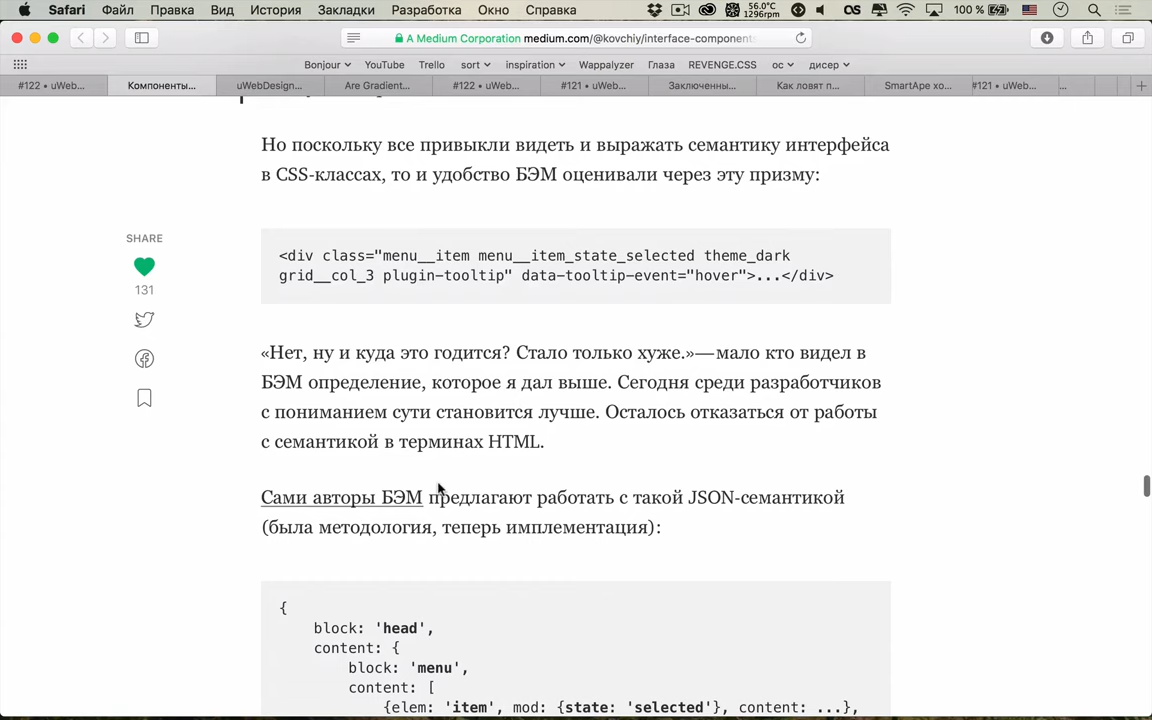 Safari Файл Правка Вид История Закладки Разработка Окно Справка 56.0°C 1296rpm 100 %
A Medium Corporation medium.com/@kovchiy/interface-component
Bonjour YouTube Trello sort inspiration Wappalyzer Глаза REVENGE.CSS ос дисер
#122 • uWeb... Компоненты... uWebDesign... Are Gradient... #122 • uWeb... #121 • uWeb... Заключенны... Как ловят п... SmartApe хо... #121 • uWeb... ...
Но поскольку все привыкли видеть и выражать семантику интерфейса
в CSS-классах, то и удобство БЭМ оценивали через эту призму:
SHARE
131
<div class="menu__item menu__item_state_selected theme_dark
grid__col_3 plugin-tooltip" data-tooltip-event="hover">...</div>
«Нет, ну и куда это годится? Стало только хуже.»—мало кто видел в
БЭМ определение, которое я дал выше. Сегодня среди разработчиков
с пониманием сути становится лучше. Осталось отказаться от работы
с семантикой в терминах HTML.
Сами авторы БЭМ предлагают работать с такой JSON-семантикой
(была методология, теперь имплементация):
{
block: 'head',
content: {
block: 'menu',
content: [
{elem: 'item', mod: {state: 'selected'}, content: ...},